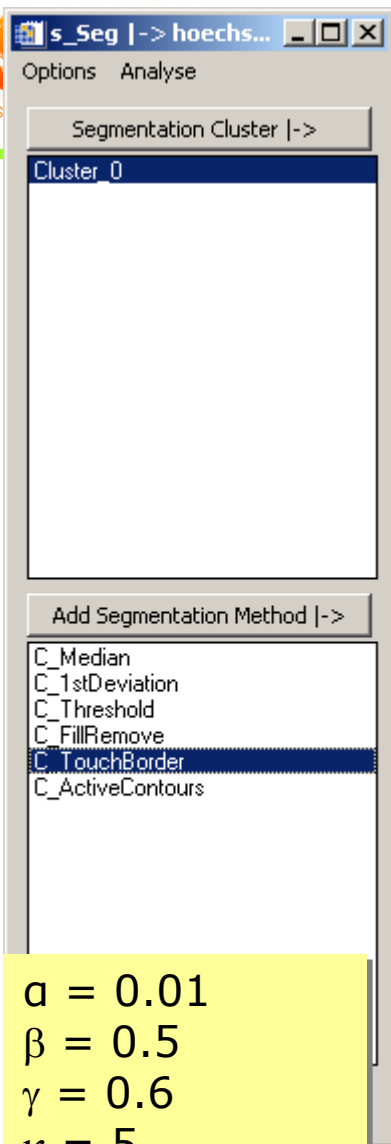 s_Seg |-> hoechs...
Options Analyse
Segmentation Cluster |->
Cluster_0
Add Segmentation Method |->
C_Median
C_1stDeviation
C_Threshold
C_FillRemove
C_TouchBorder
C_ActiveContours
α = 0.01
β = 0.5
γ = 0.6
κ = 5